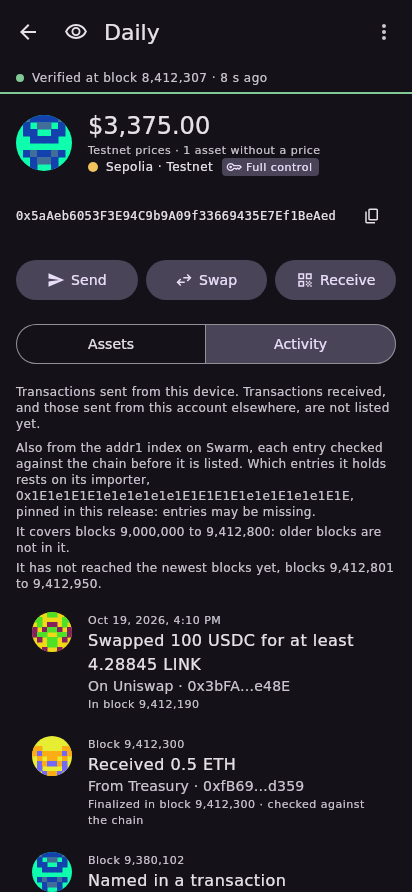 Daily
Verified at block 8,412,307 · 8 s ago
$3,375.00
Testnet prices · 1 asset without a price
Sepolia · Testnet
Full control
0x5aAeb6053F3E94C9b9A09f33669435E7Ef1BeAed
Send
Swap
Receive
Assets
Activity
Transactions sent from this device. Transactions received,
and those sent from this account elsewhere, are not listed
yet.
Also from the addr1 index on Swarm, each entry checked
against the chain before it is listed. Which entries it holds
rests on its importer,
0x1E1e1E1E1e1e1e1e1e1E1E1E1E1e1e1e1e1e1E1E,
pinned in this release: entries may be missing.
It covers blocks 9,000,000 to 9,412,800: older blocks are
not in it.
It has not reached the newest blocks yet, blocks 9,412,801
to 9,412,950.
Oct 19, 2026, 4:10 PM
Swapped 100 USDC for at least
4.28845 LINK
On Uniswap · 0x3bFA...e48E
In block 9,412,190
Block 9,412,300
Received 0.5 ETH
From Treasury · 0xfB69...d359
Finalized in block 9,412,300 · checked against
the chain
Block 9,380,102
Named in a transaction